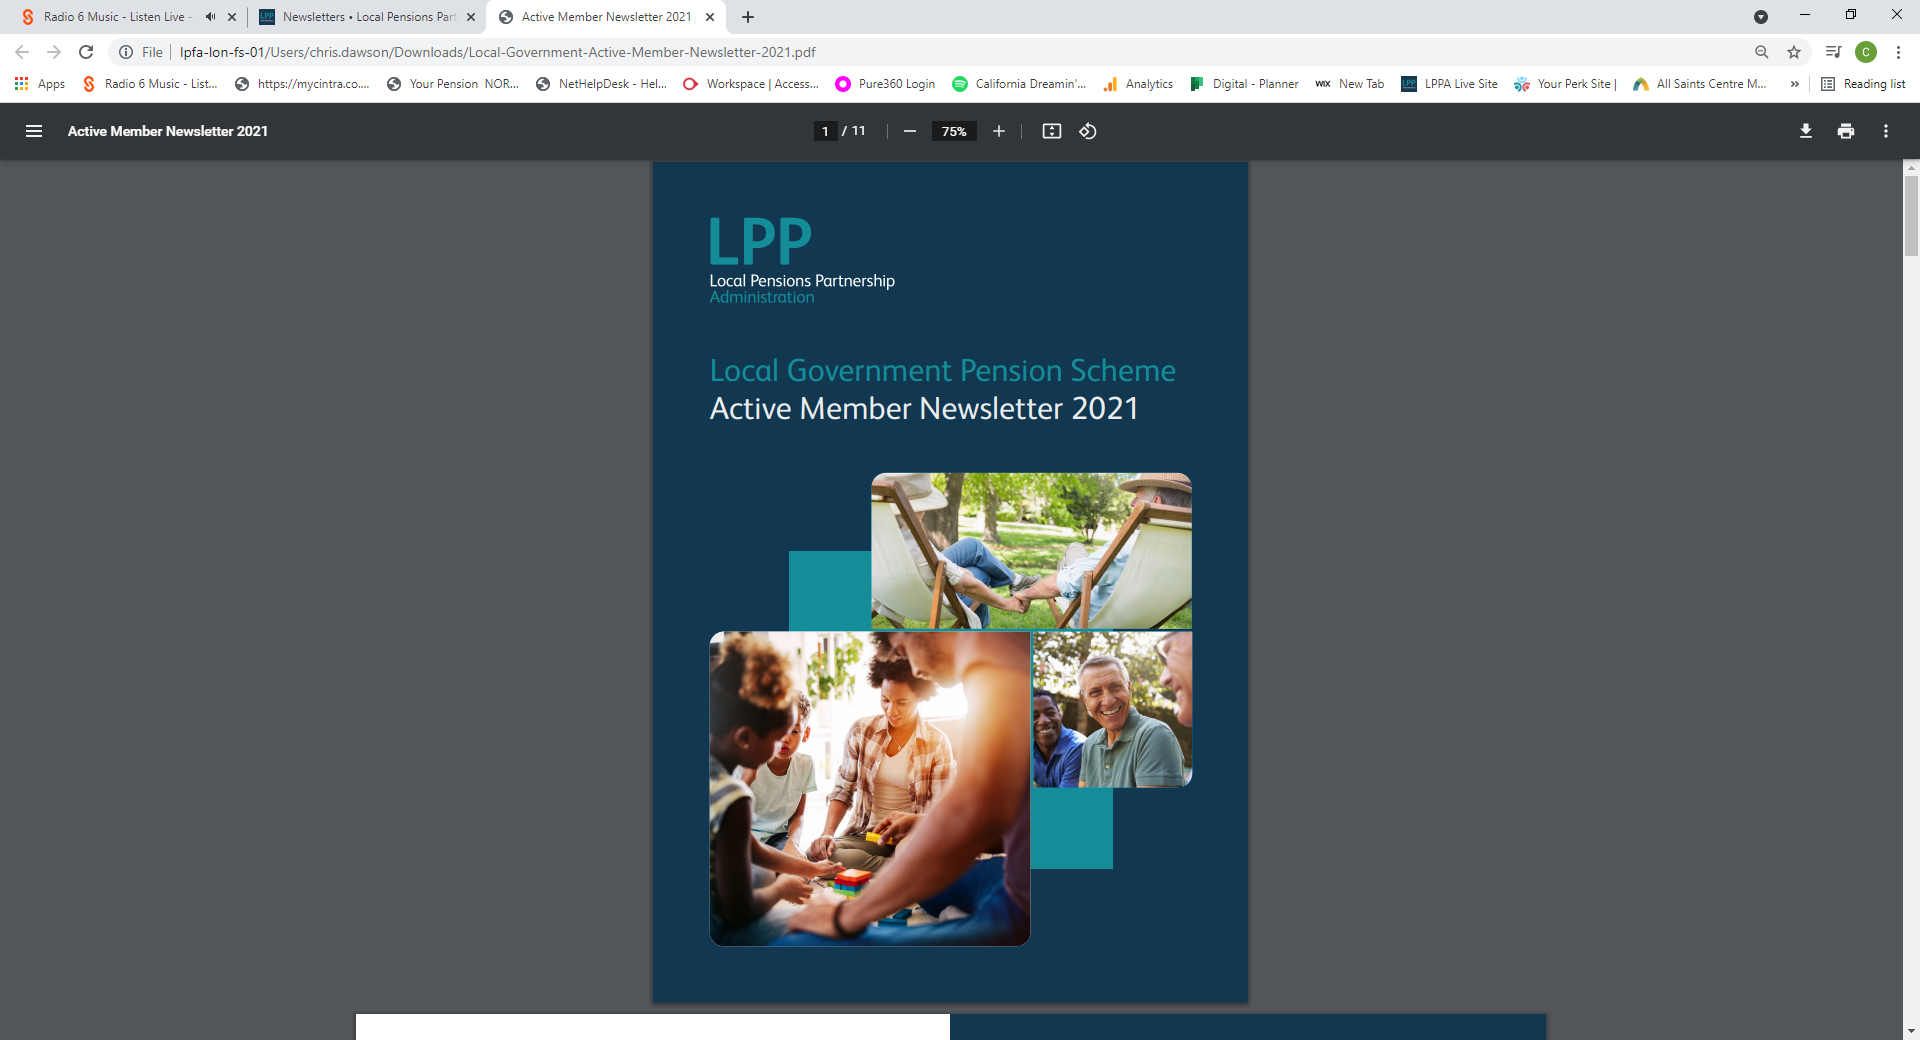 Radio 6 Music - Listen Live -
Newsletters • Local Pensions Part
Active Member Newsletter 2021
File
lpfa-lon-fs-01/Users/chris.dawson/Downloads/Local-Government-Active-Member-Newsletter-2021.pdf
C
Apps
Radio 6 Music - List...
https://mycintra.co....
Your Pension NOR...
NetHelpDesk - Hel...
Workspace | Access...
Pure360 Login
California Dreamin'...
Analytics
Digital - Planner
WIX
New Tab
LPPA Live Site
Your Perk Site |
All Saints Centre M...
»
Reading list
Active Member Newsletter 2021
1 / 11
75%
LPP
Local Pensions Partnership
Administration
Local Government Pension Scheme
Active Member Newsletter 2021